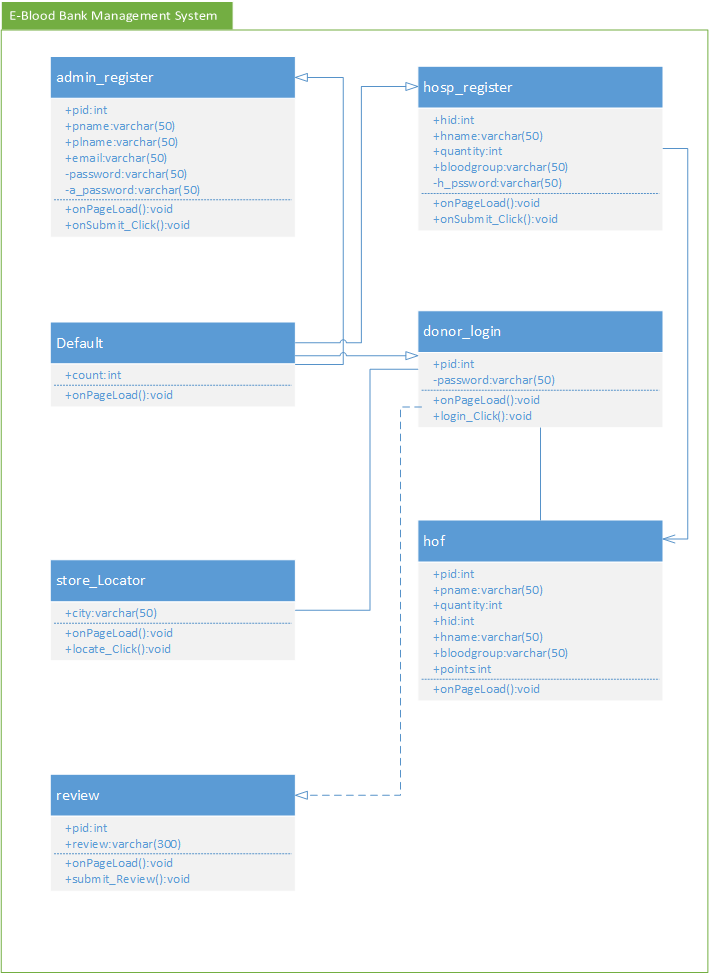 E-Blood Bank Management System
admin_register
+pid:int
+pname:varchar(50)
+plname:varchar(50)
+email:varchar(50)
-password:varchar(50)
-a_password:varchar(50)
+onPageLoad():void
+onSubmit_Click():void
hosp_register
+hid:int
+hname:varchar(50)
+quantity:int
+bloodgroup:varchar(50)
-h_pssword:varchar(50)
+onPageLoad():void
+onSubmit_Click():void
Default
+count:int
+onPageLoad():void
donor_login
+pid:int
-password:varchar(50)
+onPageLoad():void
+login_Click():void
store_Locator
+city:varchar(50)
+onPageLoad():void
+locate_Click():void
hof
+pid:int
+pname:varchar(50)
+quantity:int
+hid:int
+hname:varchar(50)
+bloodgroup:varchar(50)
+points:int
+onPageLoad():void
review
+pid:int
+review:varchar(300)
+onPageLoad():void
+submit_Review():void